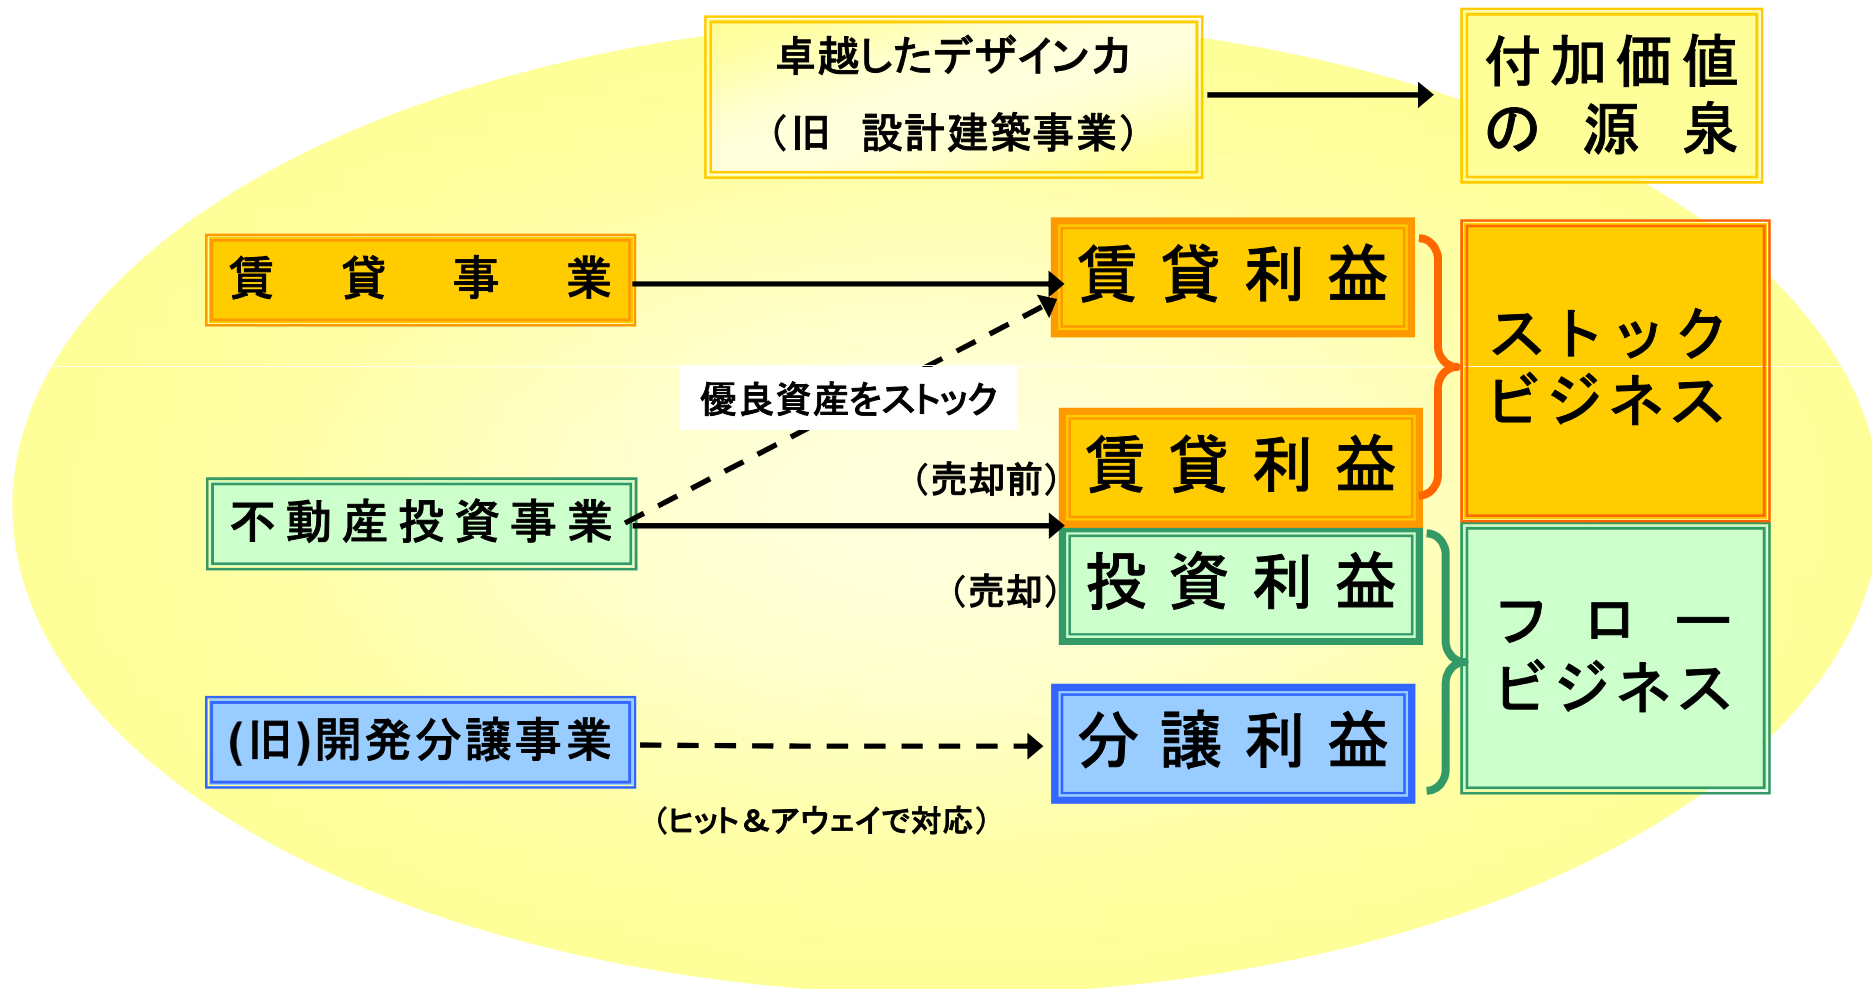 卓越したデザイン力
（旧　設計建築事業）
付加価値
の源泉
賃貸事業
賃貸利益
ストック
ビジネス
優良資産をストック
（売却前）
賃貸利益
不動産投資事業
（売却）
投資利益
フロー
ビジネス
(旧)開発分譲事業
分譲利益
（ヒット＆アウェイで対応）